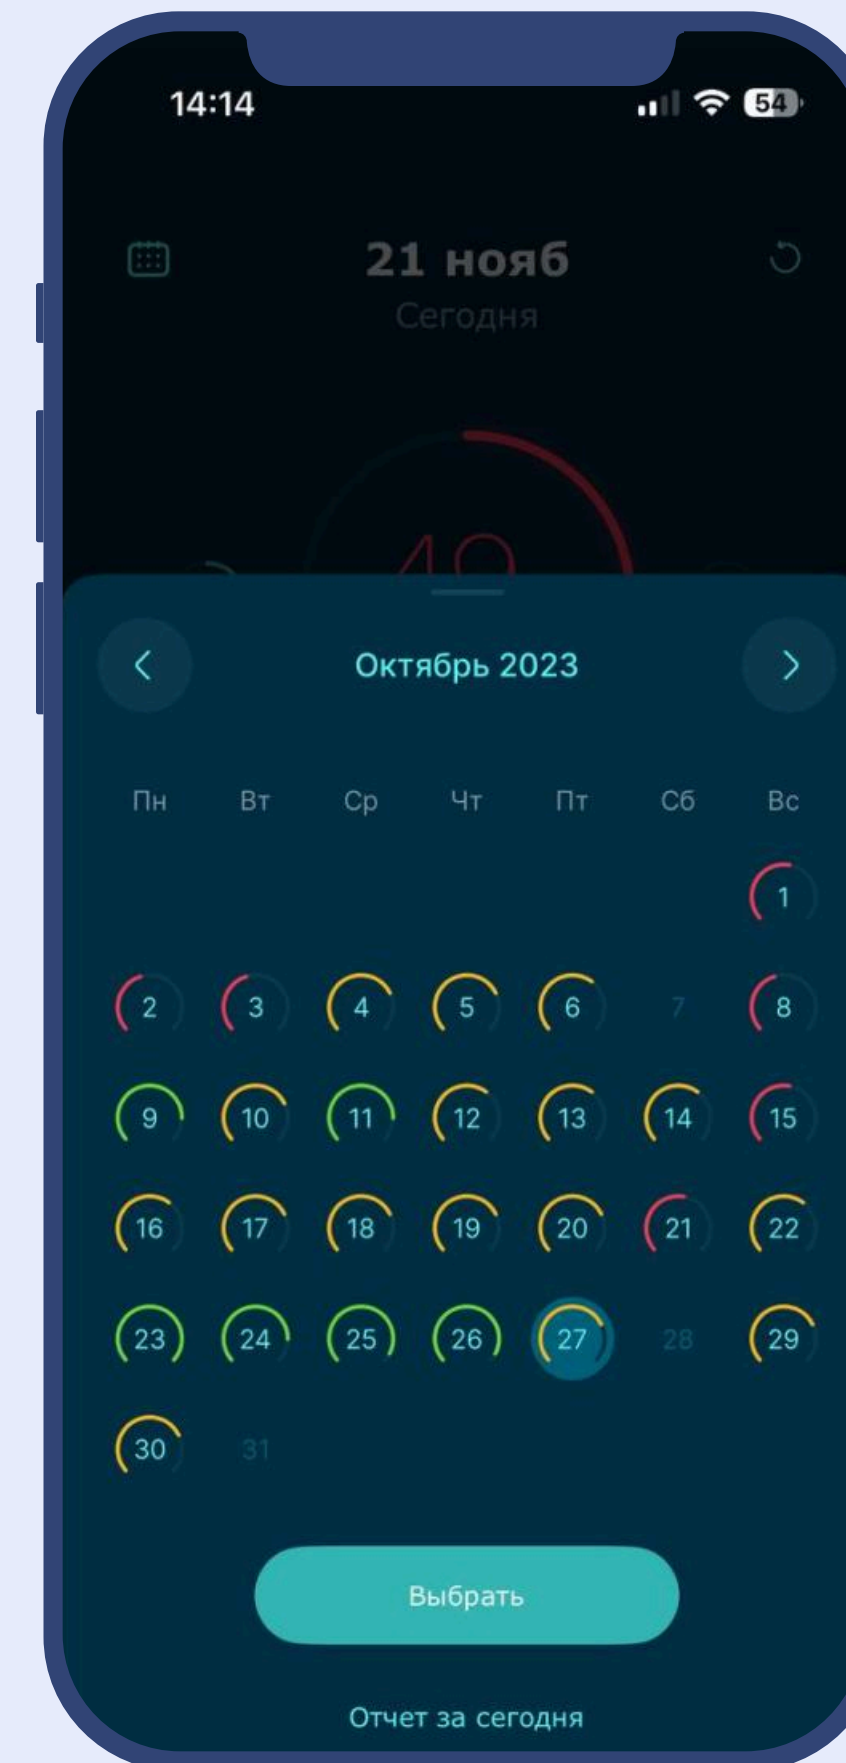 14:14 54
21 нояб
Сегодня
49
Октябрь 2023
Пн Вт Ср Чт Пт Сб Вс
1
2 3 4 5 6 7 8
9 10 11 12 13 14 15
16 17 18 19 20 21 22
23 24 25 26 27 28 29
30 31
Выбрать
Отчет за сегодня